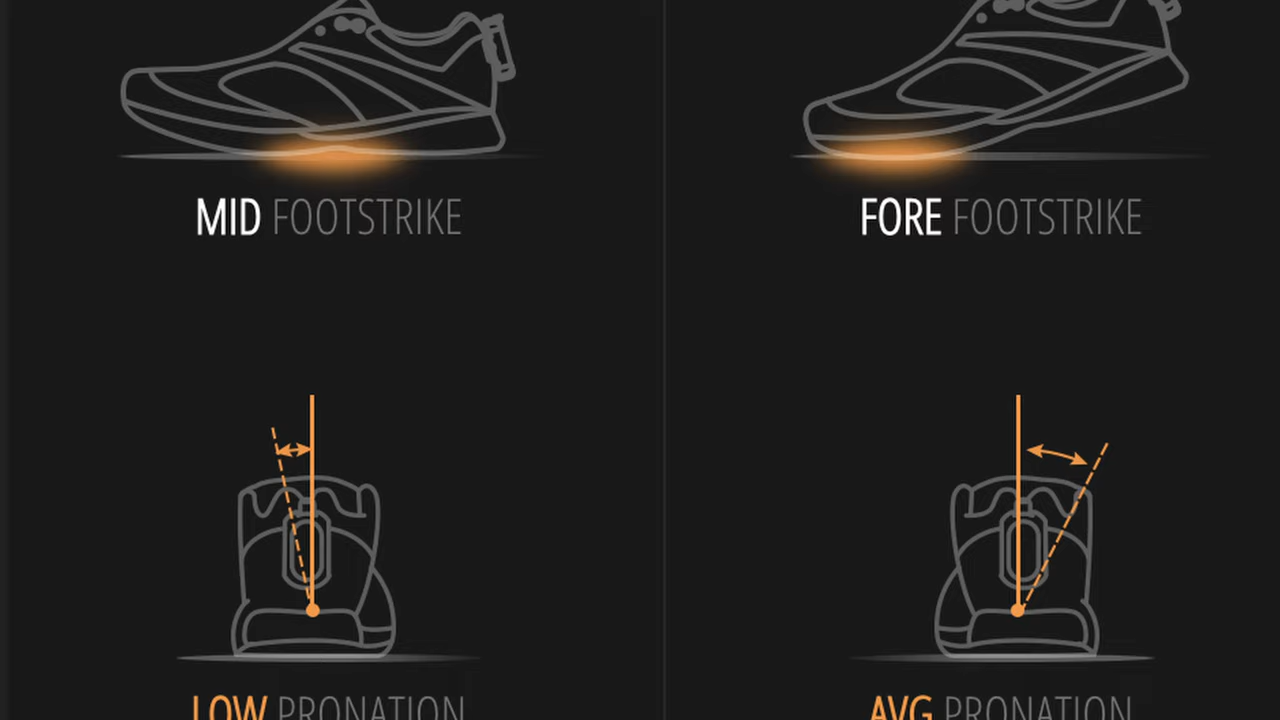 MID FOOTSTRIKE
FORE FOOTSTRIKE
LOW PRONATION
AVG PRONATION